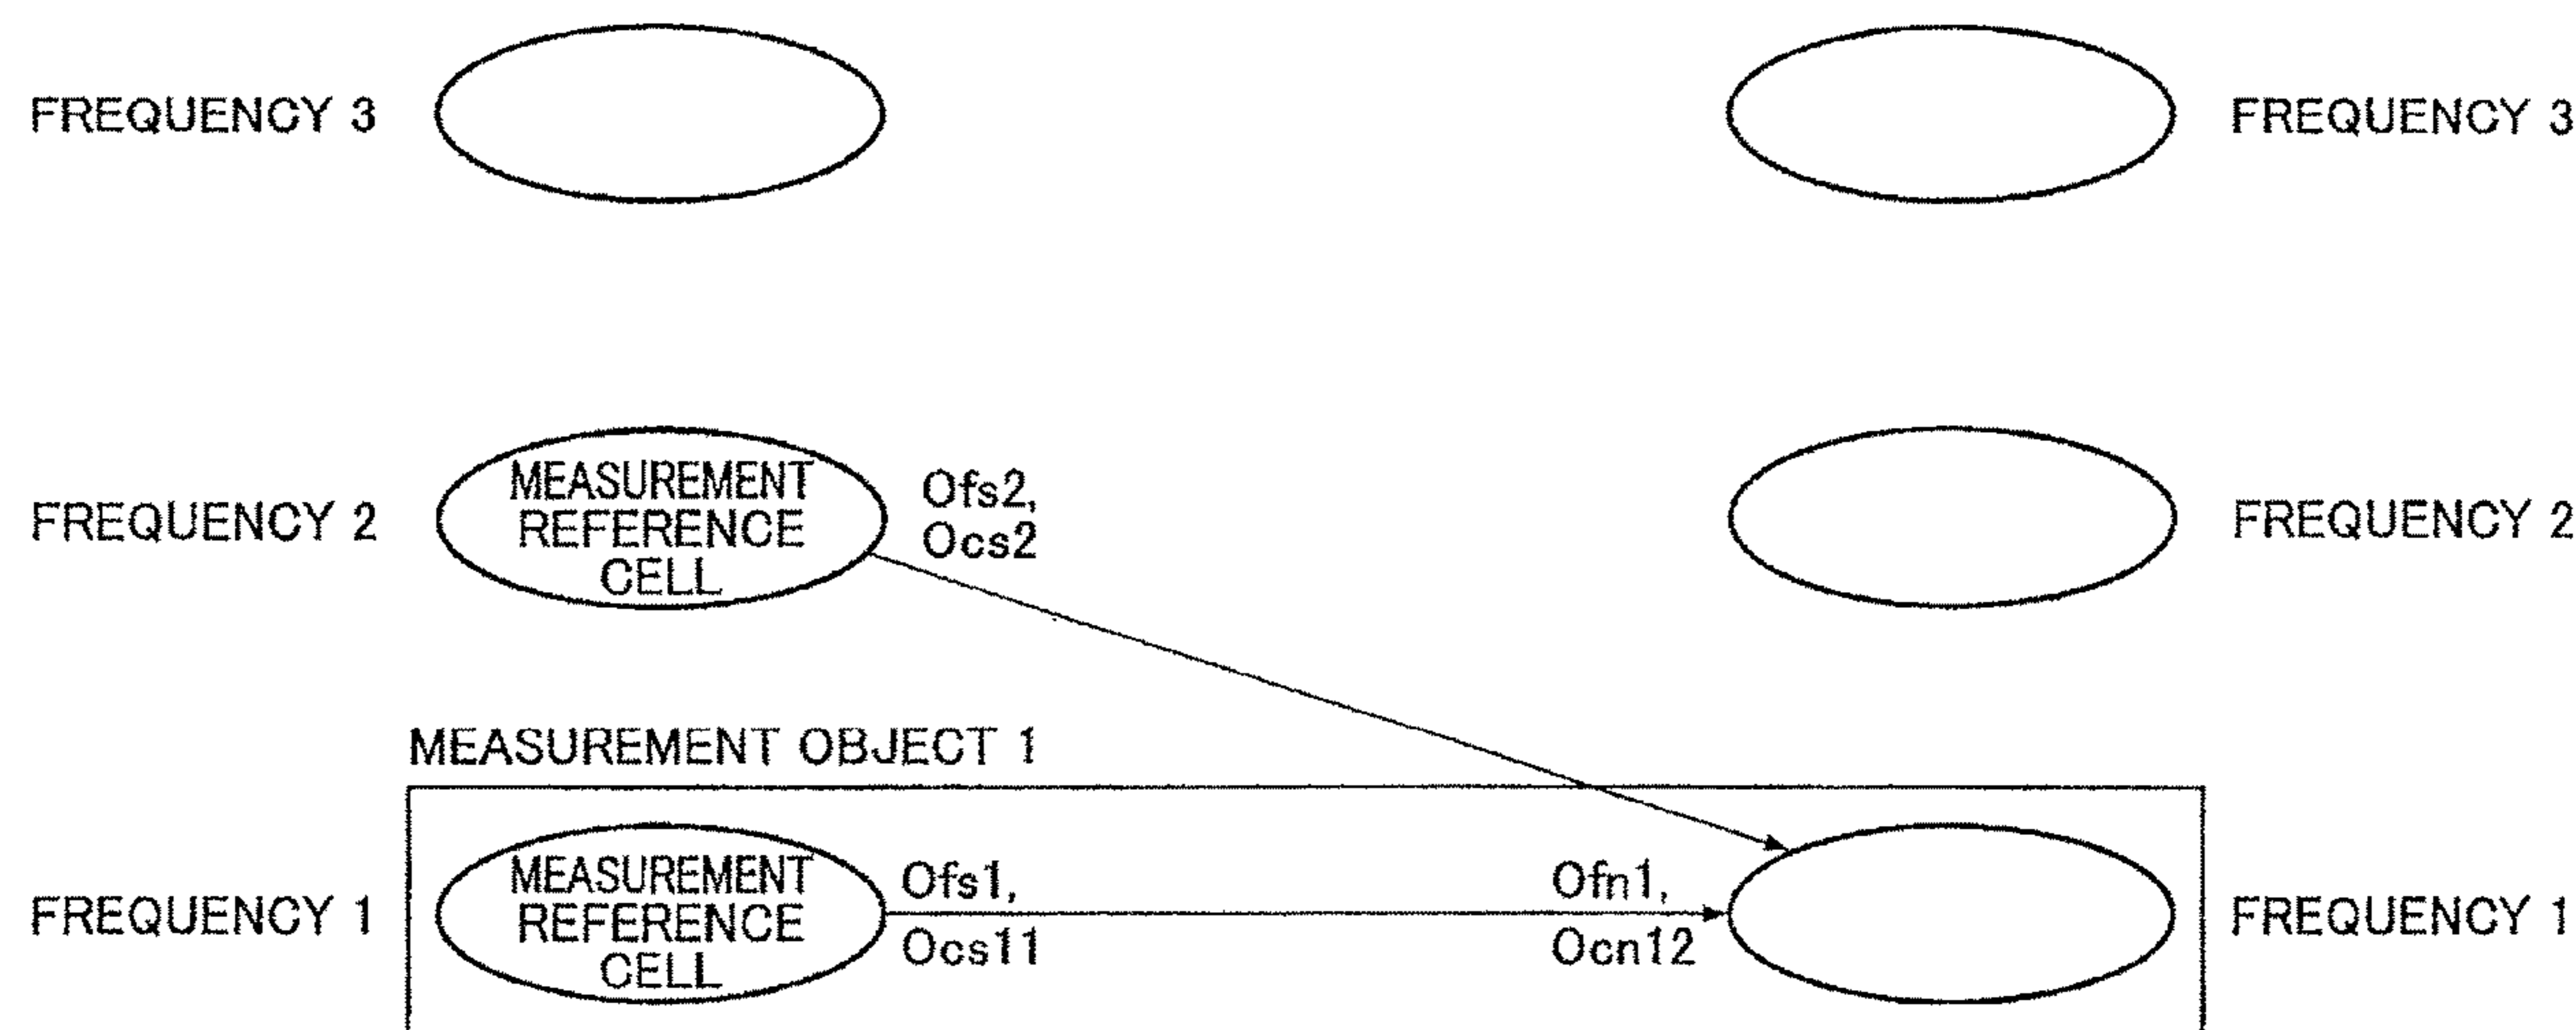 FREQUENCY 3
FREQUENCY 3
FREQUENCY 2
MEASUREMENT
REFERENCE
CELL
Ofs2,
Ocs2
FREQUENCY 2
MEASUREMENT OBJECT 1
FREQUENCY 1
MEASUREMENT
REFERENCE
CELL
Ofs1,
Ocs11
Ofn1,
Ocn12
FREQUENCY 1